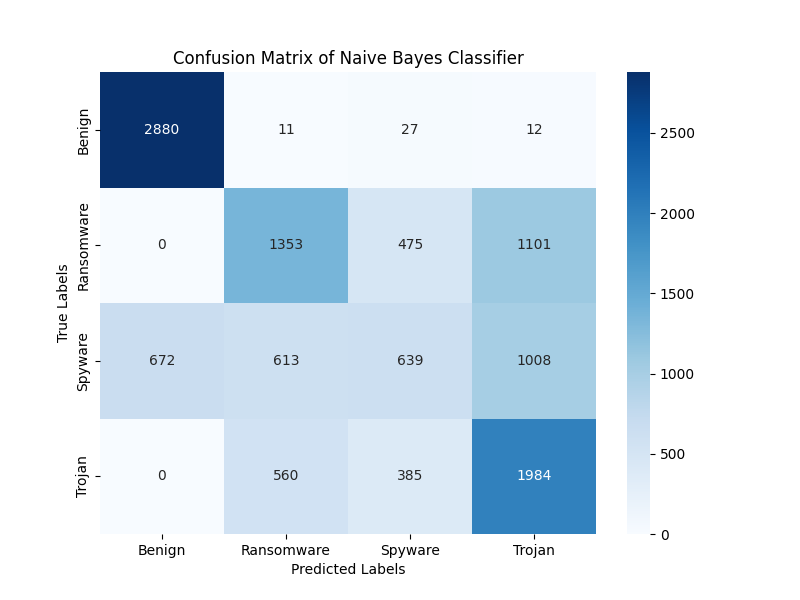 Confusion Matrix of Naive Bayes Classifier
Benign
2880 11 27 12
Ransomware
0 1353 475 1101
Spyware
672 613 639 1008
Trojan
0 560 385 1984
True Labels
Benign Ransomware Spyware Trojan
Predicted Labels
2500
2000
1500
1000
500
0